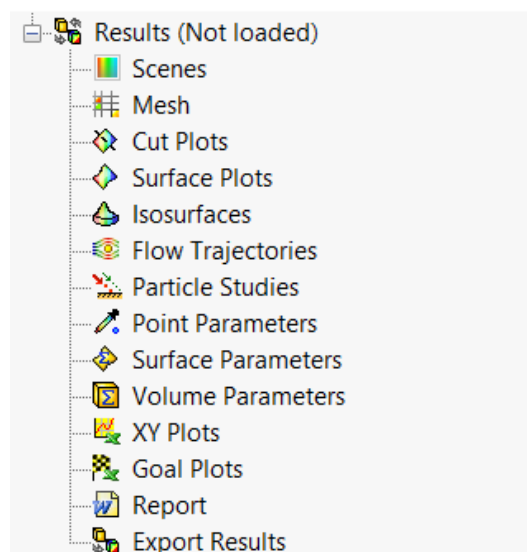 Results (Not loaded)
Scenes
Mesh
Cut Plots
Surface Plots
Isosurfaces
Flow Trajectories
Particle Studies
Point Parameters
Surface Parameters
Volume Parameters
XY Plots
Goal Plots
Report
Export Results